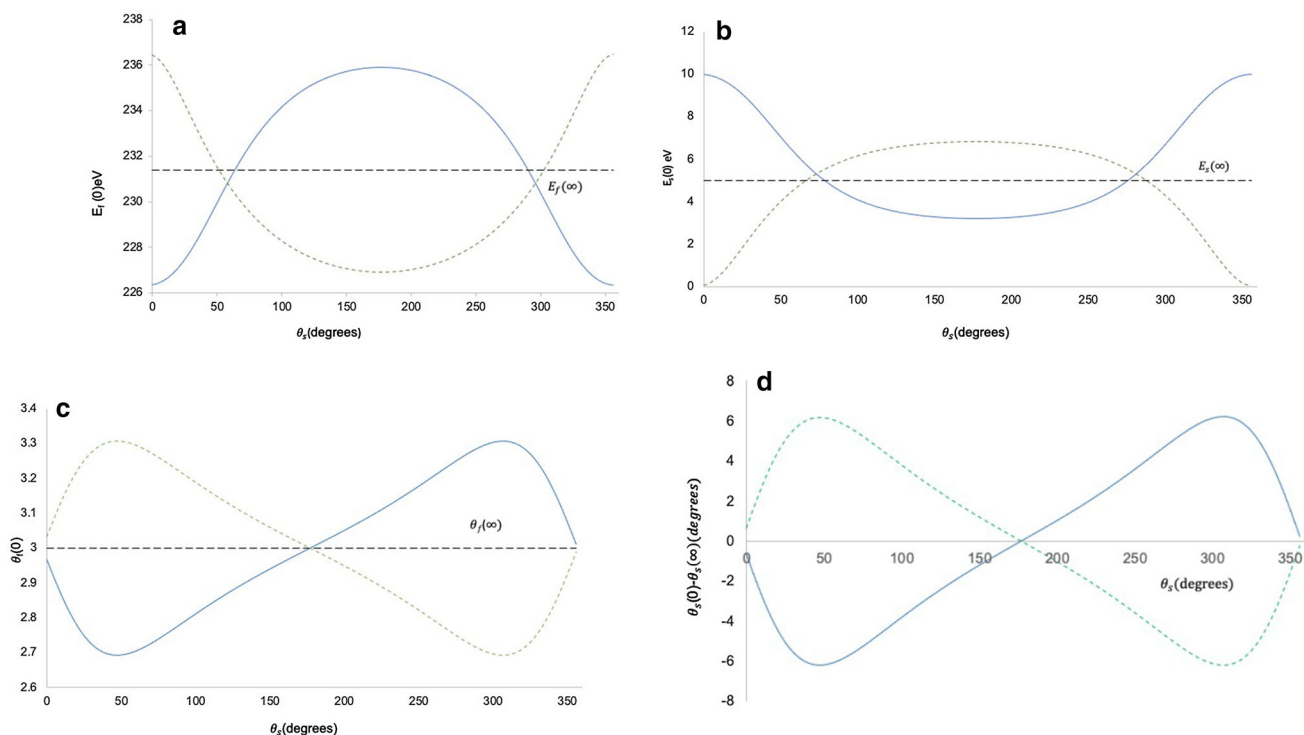 a
238
236
234
232
230
228
226
E_f (0)eV
E_f(∞)
0 50 100 150 200 250 300 350
θ_s(degrees)
b
12
10
8
6
4
2
0
E_s(0) eV
E_s(∞)
0 50 100 150 200 250 300 350
θ_s(degrees)
c
3.4
3.3
3.2
3.1
3
2.9
2.8
2.7
2.6
θ_f(0)
θ_f(∞)
0 50 100 150 200 250 300 350
θ_s(degrees)
d
8
6
4
2
0
-2
-4
-6
-8
θ_s(0)-θ_s(∞)(degrees)
0 50 100 150 200 250 300 350
θ_s(degrees)